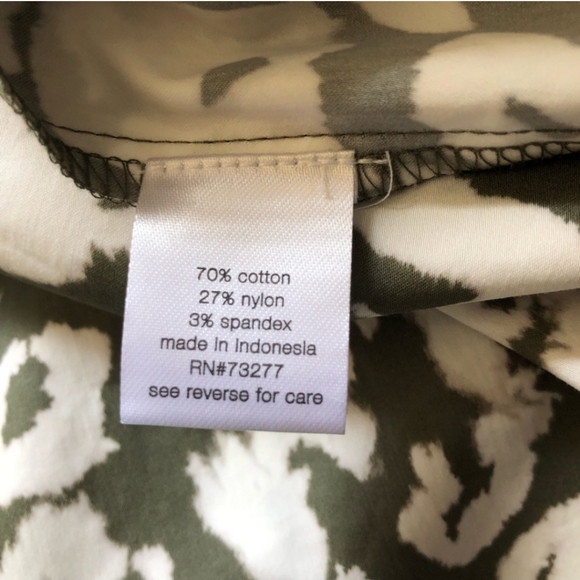 70% cotton
27% nylon
3% spandex
made in Indonesia
RN#73277
see reverse for care